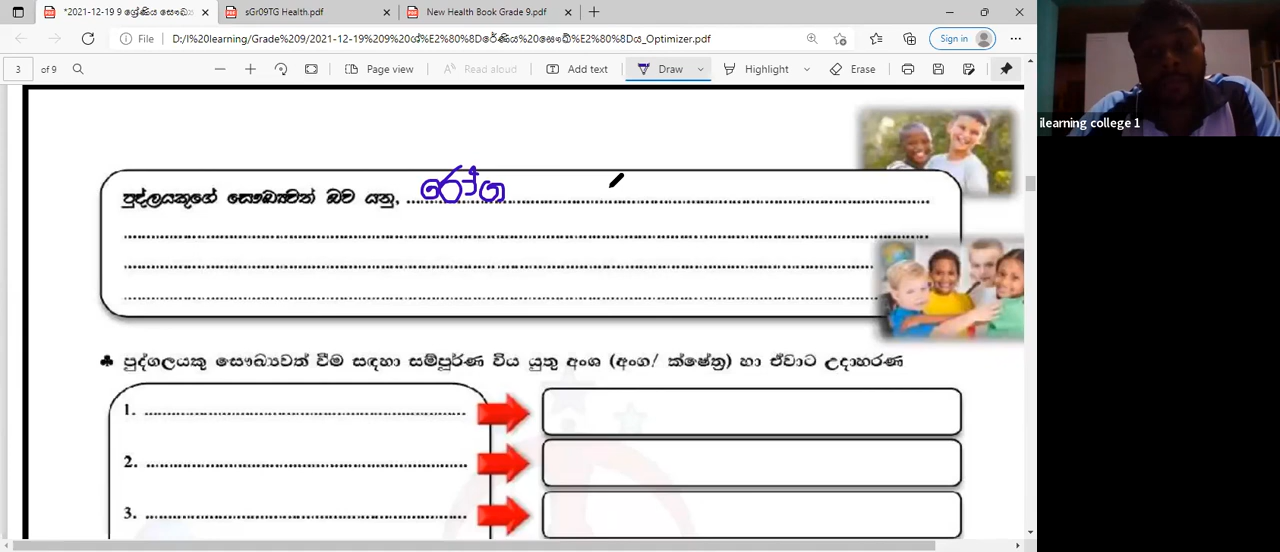 *2021-12-19 9 ශ්‍රේණිය සෞඛ්‍ය
sGr09TG Health.pdf
New Health Book Grade 9.pdf
File
D:/I%20learning/Grade%209/2021-12-19%209%20ශ්%E2%80%8Dරේණිය%20සෞඛ්%E2%80%8Dය_Optimizer.pdf
Sign in
3 of 9
Page view
Read aloud
Add text
Draw
Highlight
Erase
ilearning college 1
පුද්ලයකුගේ සෞඛ්‍යවත් බව යනු, රෝග
♣ පුද්ගලයකු සෞඛ්‍යවත් වීම සඳහා සම්පූර්ණ විය යුතු අංශ (අංග/ ක්ෂේත්‍ර) හා ඒවාට උදාහරණ
1.
2.
3.